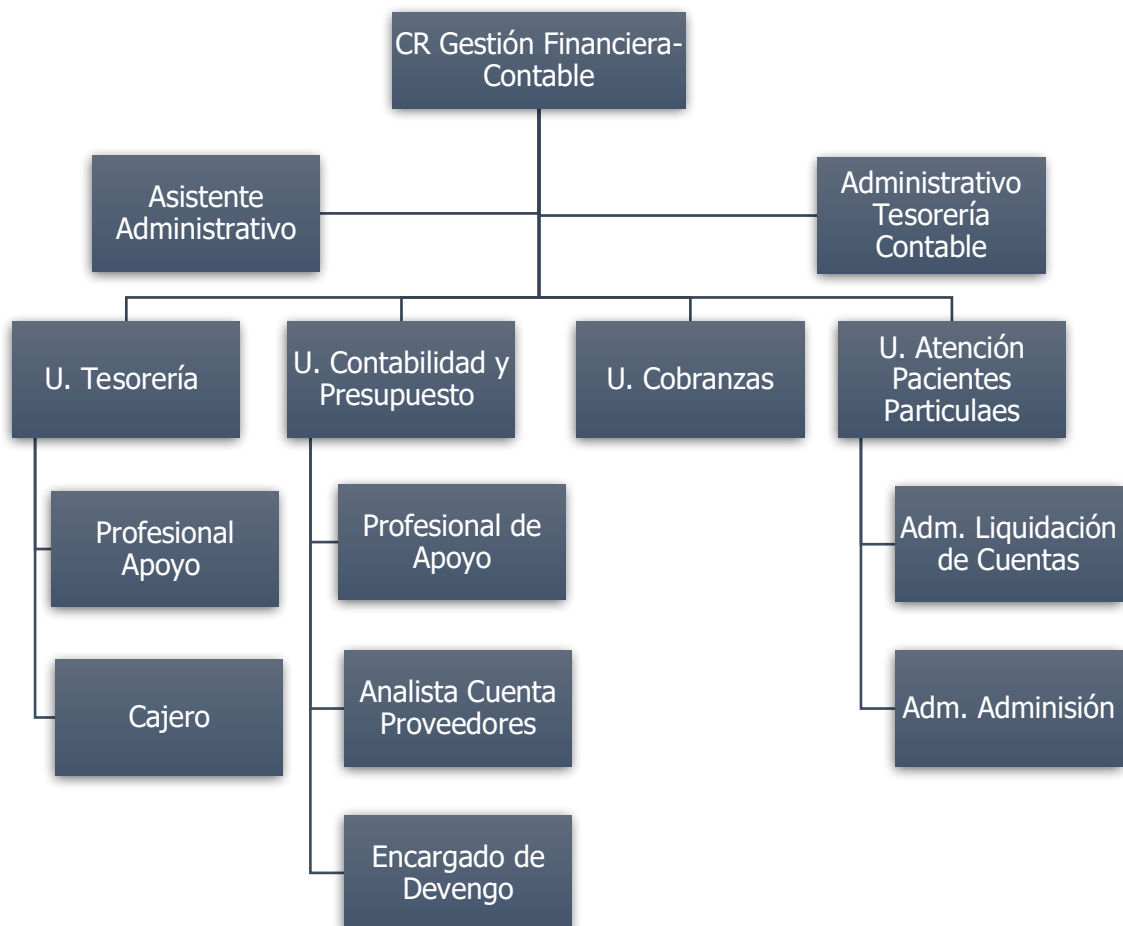 CR Gestión Financiera-
Contable
Asistente
Administrativo
Administrativo
Tesorería
Contable
U. Tesorería
U. Contabilidad y
Presupuesto
U. Cobranzas
U. Atención
Pacientes
Particulaes
Profesional
Apoyo
Profesional de
Apoyo
Adm. Liquidación
de Cuentas
Cajero
Analista Cuenta
Proveedores
Adm. Adminisión
Encargado de
Devengo